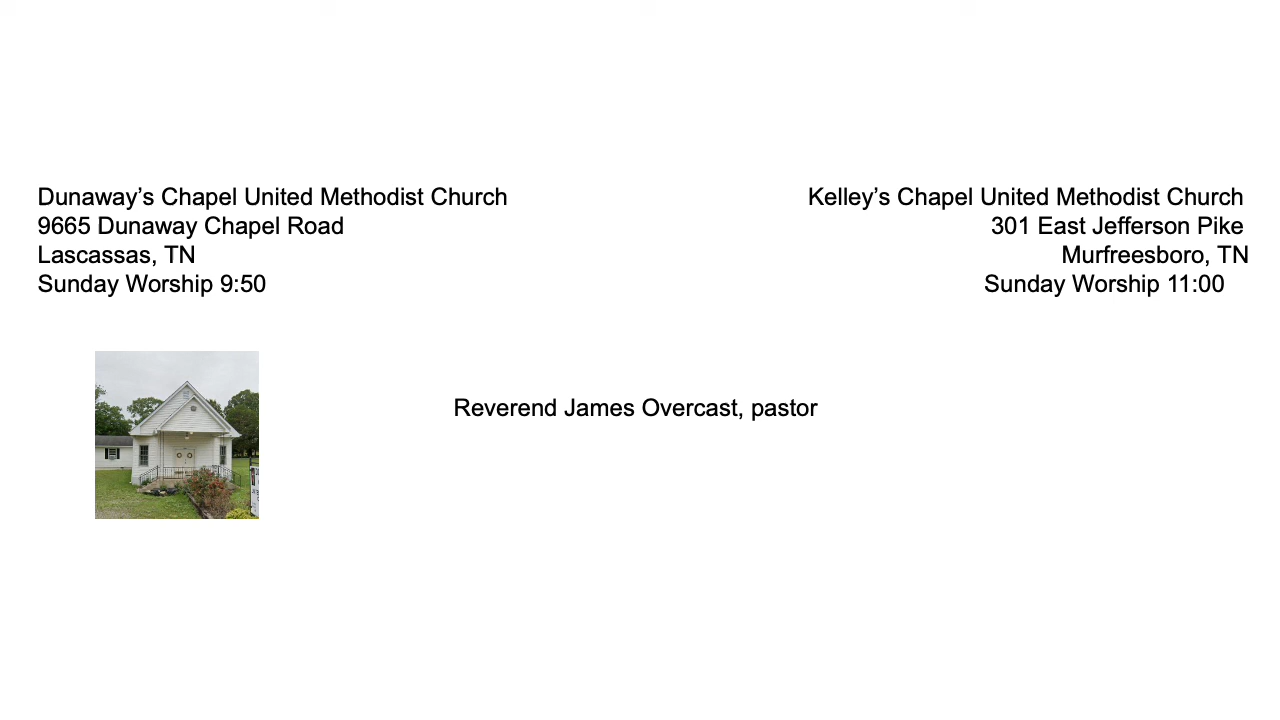 Dunaway’s Chapel United Methodist Church
9665 Dunaway Chapel Road
Lascassas, TN
Sunday Worship 9:50
Kelley’s Chapel United Methodist Church
301 East Jefferson Pike
Murfreesboro, TN
Sunday Worship 11:00
Reverend James Overcast, pastor